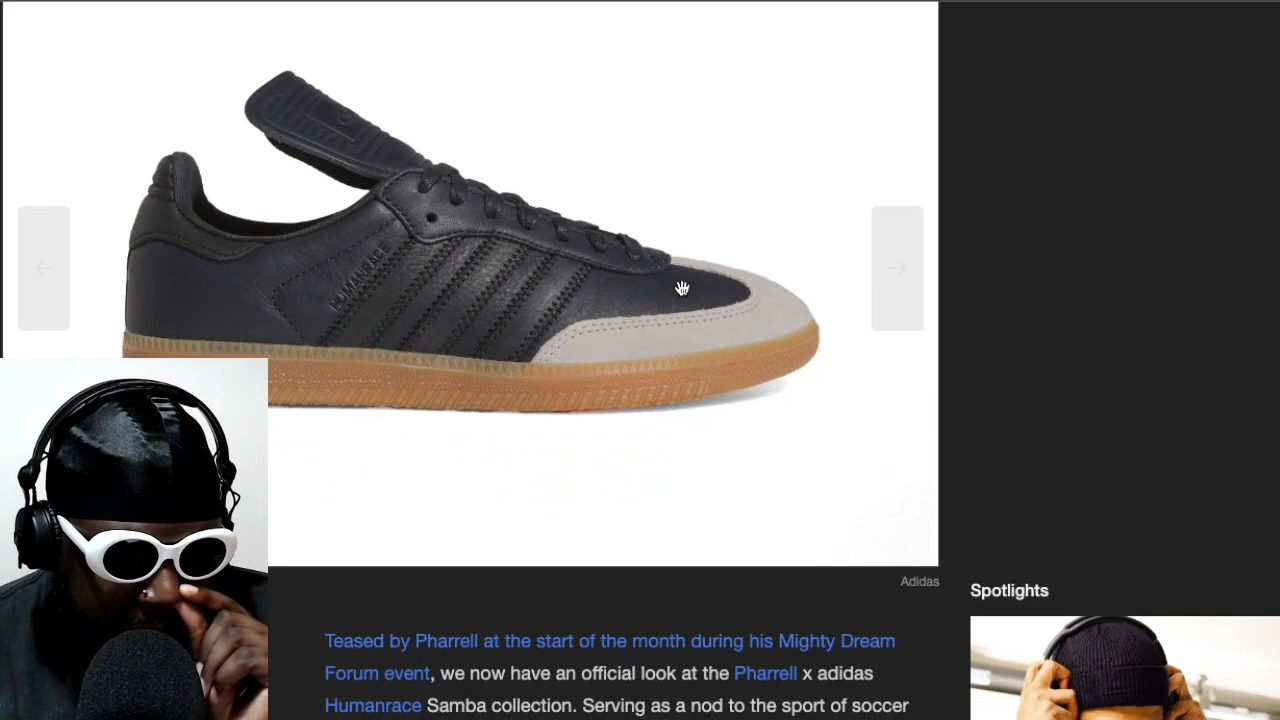 HUMANRACE
Adidas
Spotlights
Teased by Pharrell at the start of the month during his Mighty Dream
Forum event, we now have an official look at the Pharrell x adidas
Humanrace Samba collection. Serving as a nod to the sport of soccer